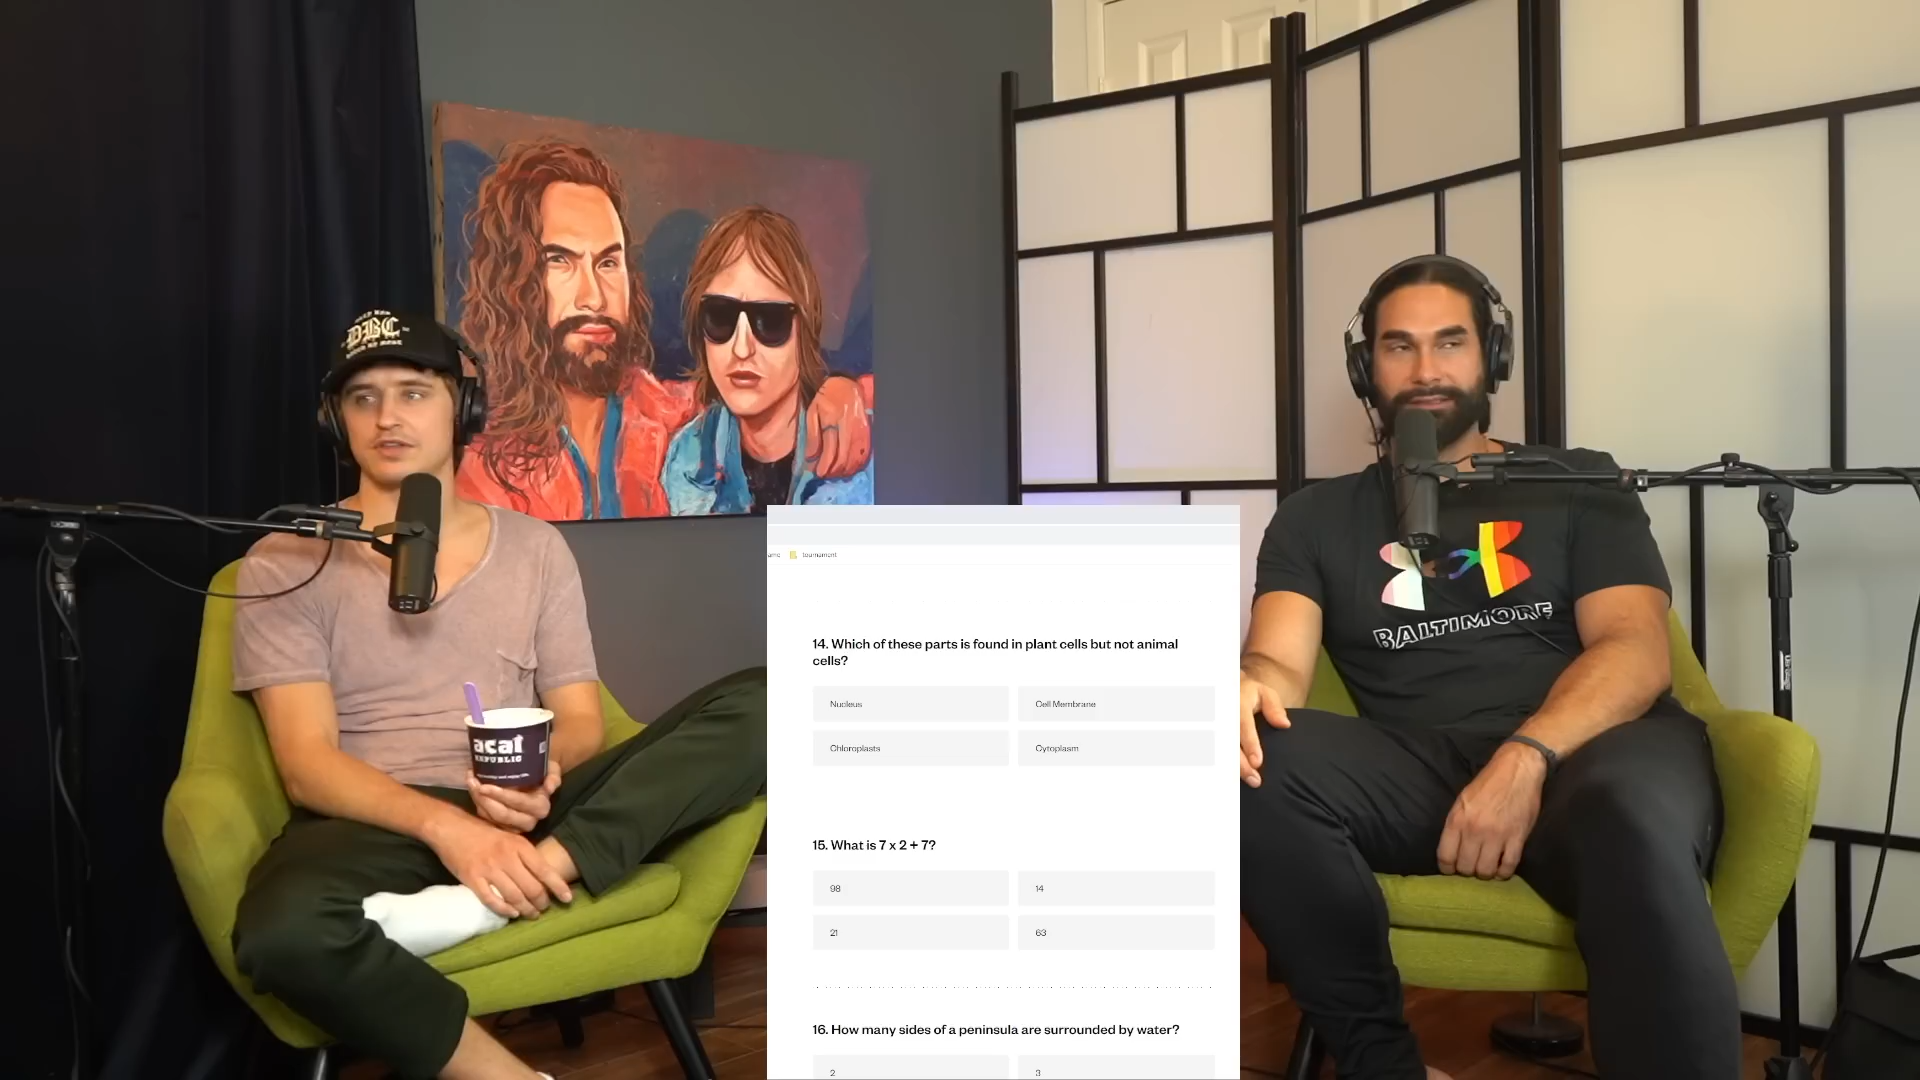 DBC
acaí
REPUBLIC
BALTIMORE
tournament
14. Which of these parts is found in plant cells but not animal
cells?
Nucleus
Cell Membrane
Chloroplasts
Cytoplasm
15. What is 7 x 2 + 7?
98
14
21
63
16. How many sides of a peninsula are surrounded by water?
2
3